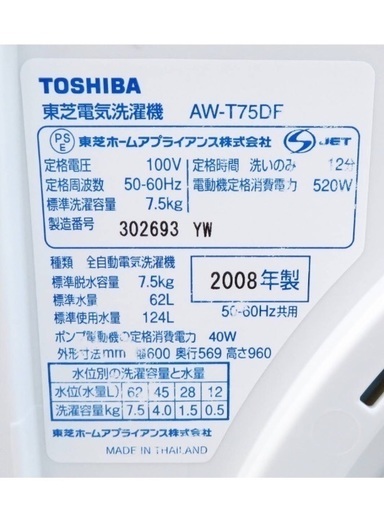 TOSHIBA
東芝電気洗濯機 AW-T75DF
PS E 東芝ホームアプライアンス株式会社 S JET
定格電圧 100V 定格時間 洗いのみ 12分
定格周波数 50-60Hz 電動機定格消費電力 520W
標準洗濯容量 7.5kg
製造番号 302693 YW
種類 全自動電気洗濯機
標準脱水容量 7.5kg 2008年製
標準水量 62L
標準使用水量 124L 50-60Hz共用
ポンプ電動機の定格消費電力 40W
外形寸法mm 幅600 奥行569 高さ960
水位別の洗濯容量と水量
水位(水量L) 62 45 28 12
洗濯容量kg 7.5 4.0 1.5 0.5
東芝ホームアプライアンス株式会社
MADE IN THAILAND